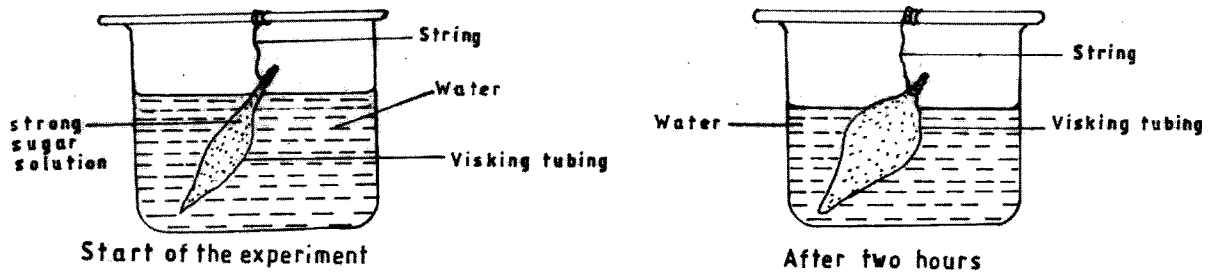 String
Water
strong
sugar
solution
Visking tubing
Start of the experiment
String
Water
Visking tubing
After two hours